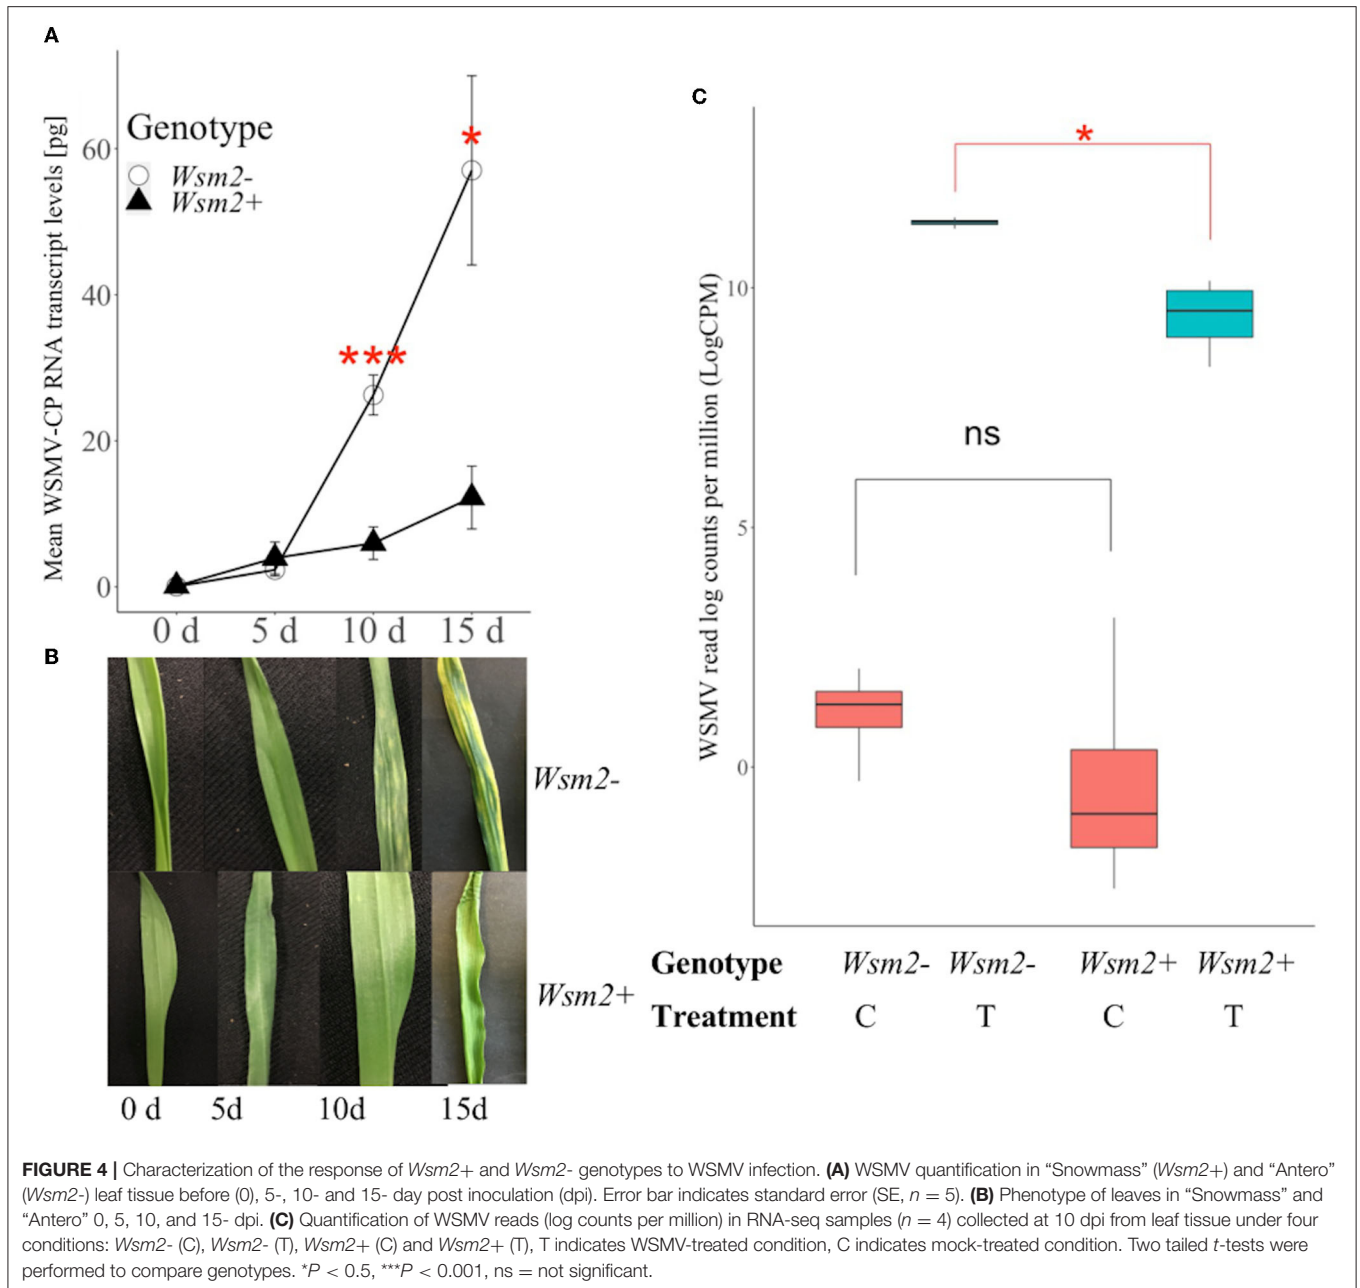 A
Mean WSMV-CP RNA transcript levels [pg]
60
40
20
0
Genotype
Wsm2-
Wsm2+
***
*
0 d 5 d 10 d 15 d
B
Wsm2-
Wsm2+
0 d 5d 10d 15d
C
WSMV read log counts per million (LogCPM)
10
5
0
*
ns
Genotype Wsm2- Wsm2- Wsm2+ Wsm2+
Treatment C T C T
FIGURE 4 | Characterization of the response of Wsm2+ and Wsm2- genotypes to WSMV infection. (A) WSMV quantification in “Snowmass” (Wsm2+) and “Antero”
(Wsm2-) leaf tissue before (0), 5-, 10- and 15- day post inoculation (dpi). Error bar indicates standard error (SE, n = 5). (B) Phenotype of leaves in “Snowmass” and
“Antero” 0, 5, 10, and 15- dpi. (C) Quantification of WSMV reads (log counts per million) in RNA-seq samples (n = 4) collected at 10 dpi from leaf tissue under four
conditions: Wsm2- (C), Wsm2- (T), Wsm2+ (C) and Wsm2+ (T), T indicates WSMV-treated condition, C indicates mock-treated condition. Two tailed t-tests were
performed to compare genotypes. *P < 0.5, ***P < 0.001, ns = not significant.